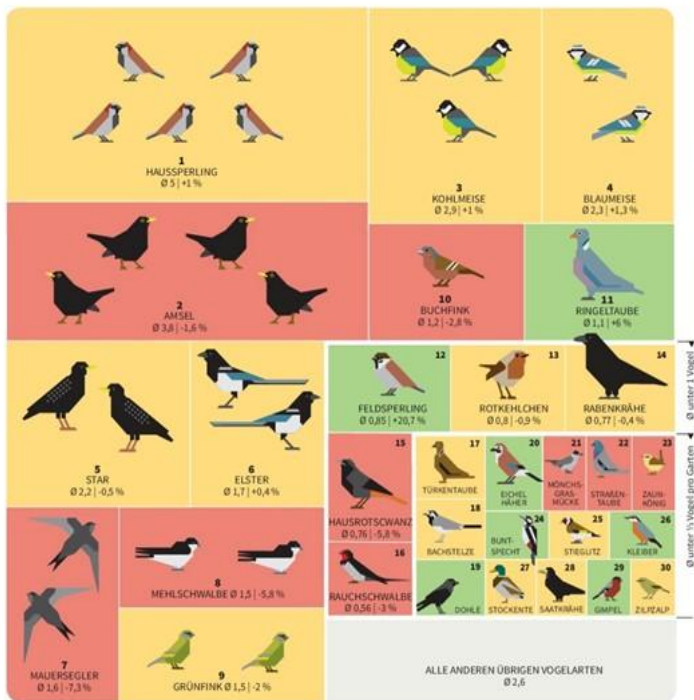 1
HAUSSPERLING
Ø 5 | +1 %
3
KOHLMEISE
Ø 2,9 | +1 %
4
BLAUMEISE
Ø 2,3 | +1,3 %
2
AMSEL
Ø 3,8 | -1,6 %
10
BUCHFINK
Ø 1,2 | -2,8 %
11
RINGELTAUBE
Ø 1,1 | +6 %
5
STAR
Ø 2,2 | -0,5 %
6
ELSTER
Ø 1,7 | +0,4 %
12
FELDSPERLING
Ø 0,85 | +20,7 %
13
ROTKEHLCHEN
Ø 0,8 | -0,9 %
14
RABENKRÄHE
Ø 0,77 | -0,4 %
Ø unter 1 Vogel
15
HAUSROTSCHWANZ
Ø 0,76 | -5,8 %
16
RAUCHSCHWALBE
Ø 0,56 | -3 %
17
TÜRKENTAUBE
18
BACHSTELZE
19
DOHLE
20
EICHEL
HÄHER
21
MÖNCHS-
GRAS-
MÜCKE
22
STRAẞEN-
TAUBE
23
ZAUN-
KÖNIG
24
BUNT-
SPECHT
25
STIEGLITZ
26
KLEIBER
27
STOCKENTE
28
SAATKRÄHE
29
GIMPEL
30
ZILPZALP
Ø unter ½ Vogel pro Garten
7
MAUERSEGLER
Ø 1,6 | -7,3 %
8
MEHLSCHWALBE Ø 1,5 | -5,8 %
9
GRÜNFINK Ø 1,5 | -2 %
ALLE ANDEREN ÜBRIGEN VOGELARTEN
Ø 2,6